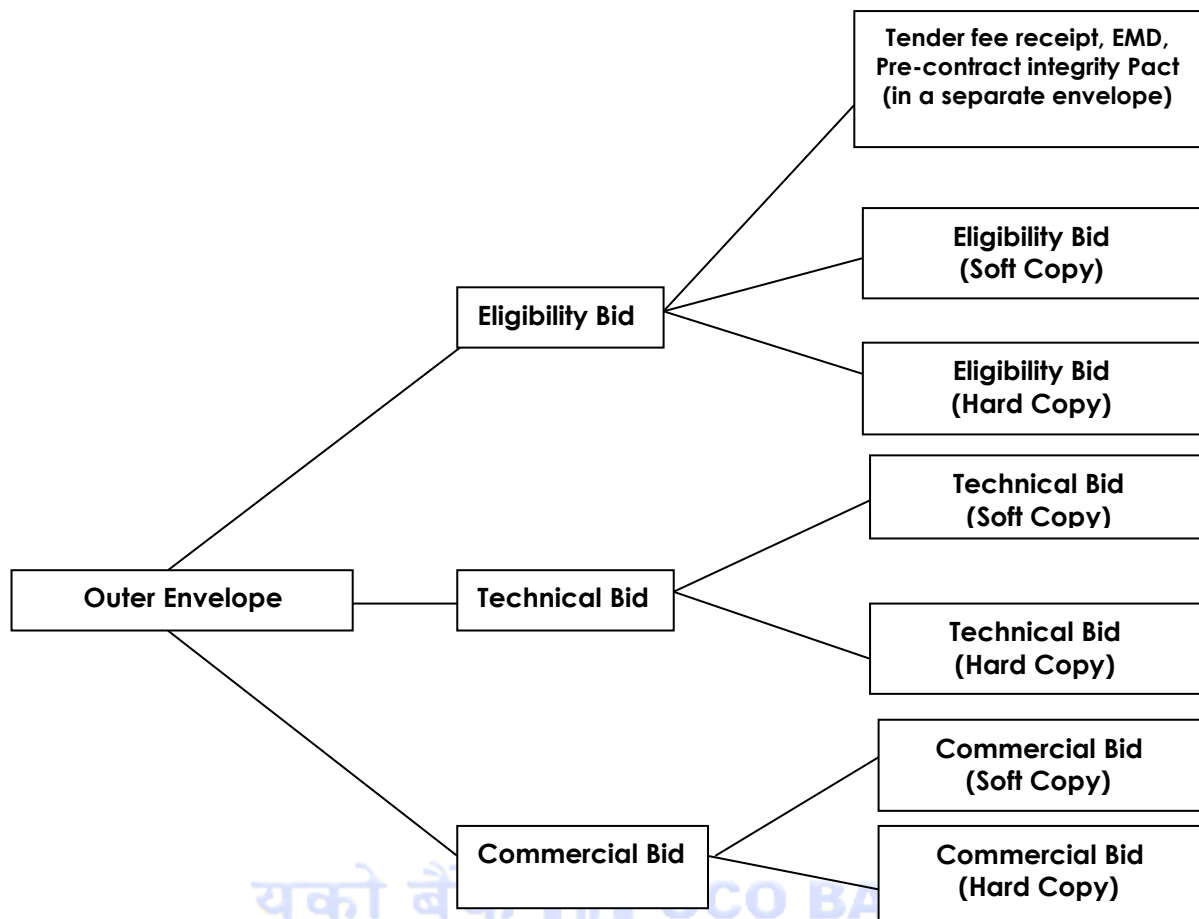 Tender fee receipt, EMD,
Pre-contract integrity Pact
(in a separate envelope)
Eligibility Bid
(Soft Copy)
Eligibility Bid
Eligibility Bid
(Hard Copy)
Technical Bid
(Soft Copy)
Outer Envelope
Technical Bid
Technical Bid
(Hard Copy)
Commercial Bid
(Soft Copy)
Commercial Bid
Commercial Bid
(Hard Copy)
यूको बैंक UCO BA